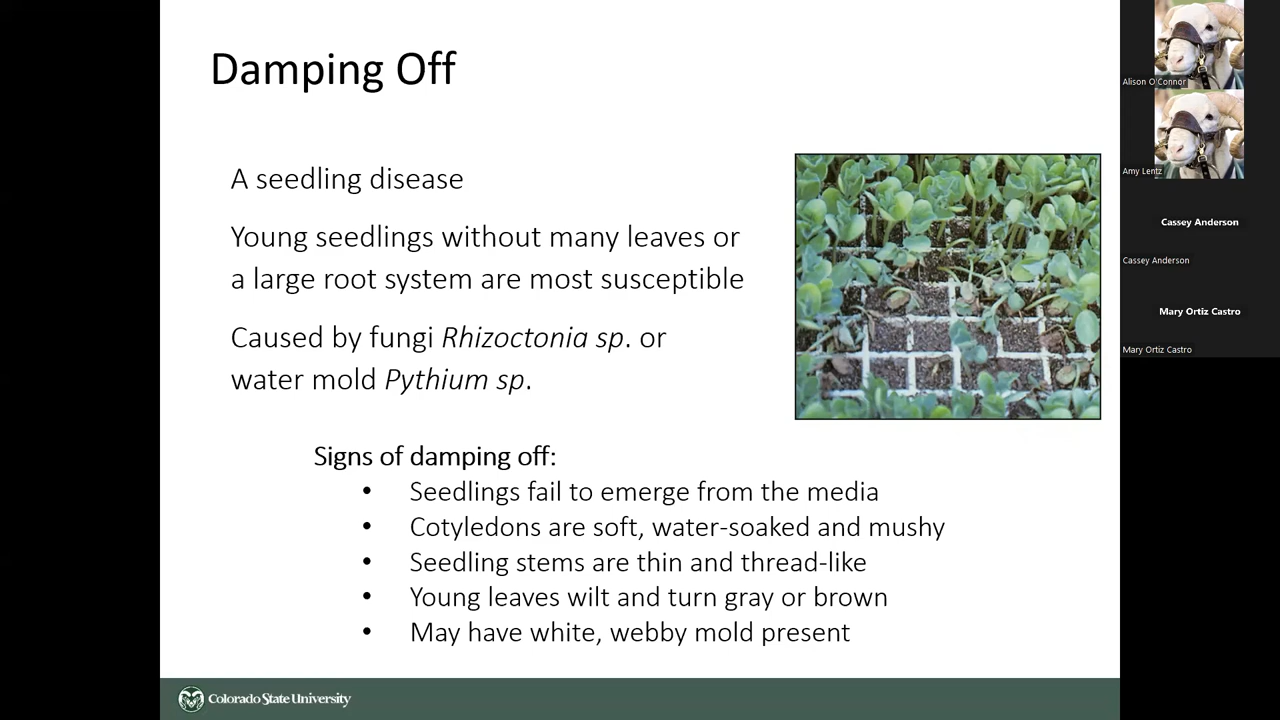 Damping Off
A seedling disease
Young seedlings without many leaves or
a large root system are most susceptible
Caused by fungi Rhizoctonia sp. or
water mold Pythium sp.
Signs of damping off:
• Seedlings fail to emerge from the media
• Cotyledons are soft, water-soaked and mushy
• Seedling stems are thin and thread-like
• Young leaves wilt and turn gray or brown
• May have white, webby mold present
Colorado State University
Alison O'Connor
Amy Lentz
Cassey Anderson
Cassey Anderson
Mary Ortiz Castro
Mary Ortiz Castro